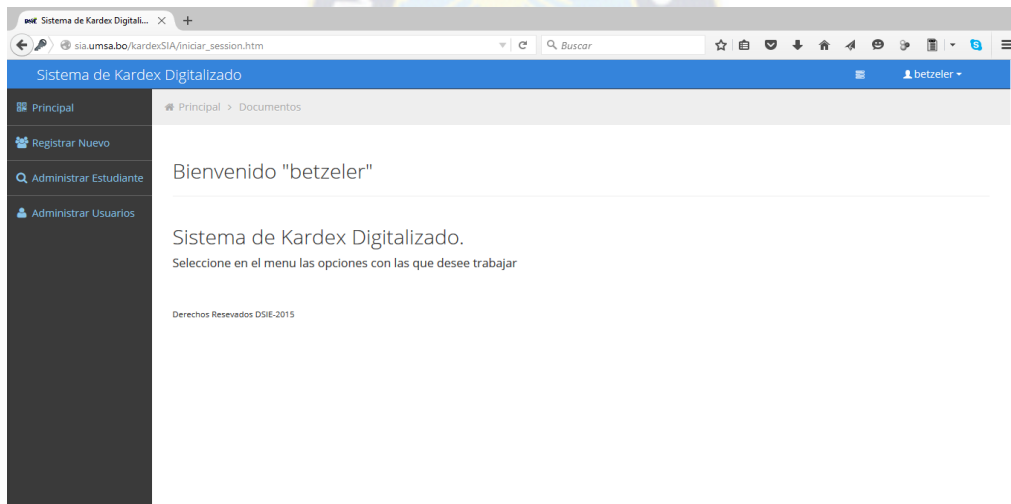 Sistema de Kardex Digitali...
sia.umsa.bo/kardexSIA/iniciar_session.htm
Buscar
Sistema de Kardex Digitalizado
betzeler
Principal
Principal > Documentos
Registrar Nuevo
Administrar Estudiante
Administrar Usuarios
Bienvenido "betzeler"
Sistema de Kardex Digitalizado.
Seleccione en el menu las opciones con las que desee trabajar
Derechos Resevados DSIE-2015